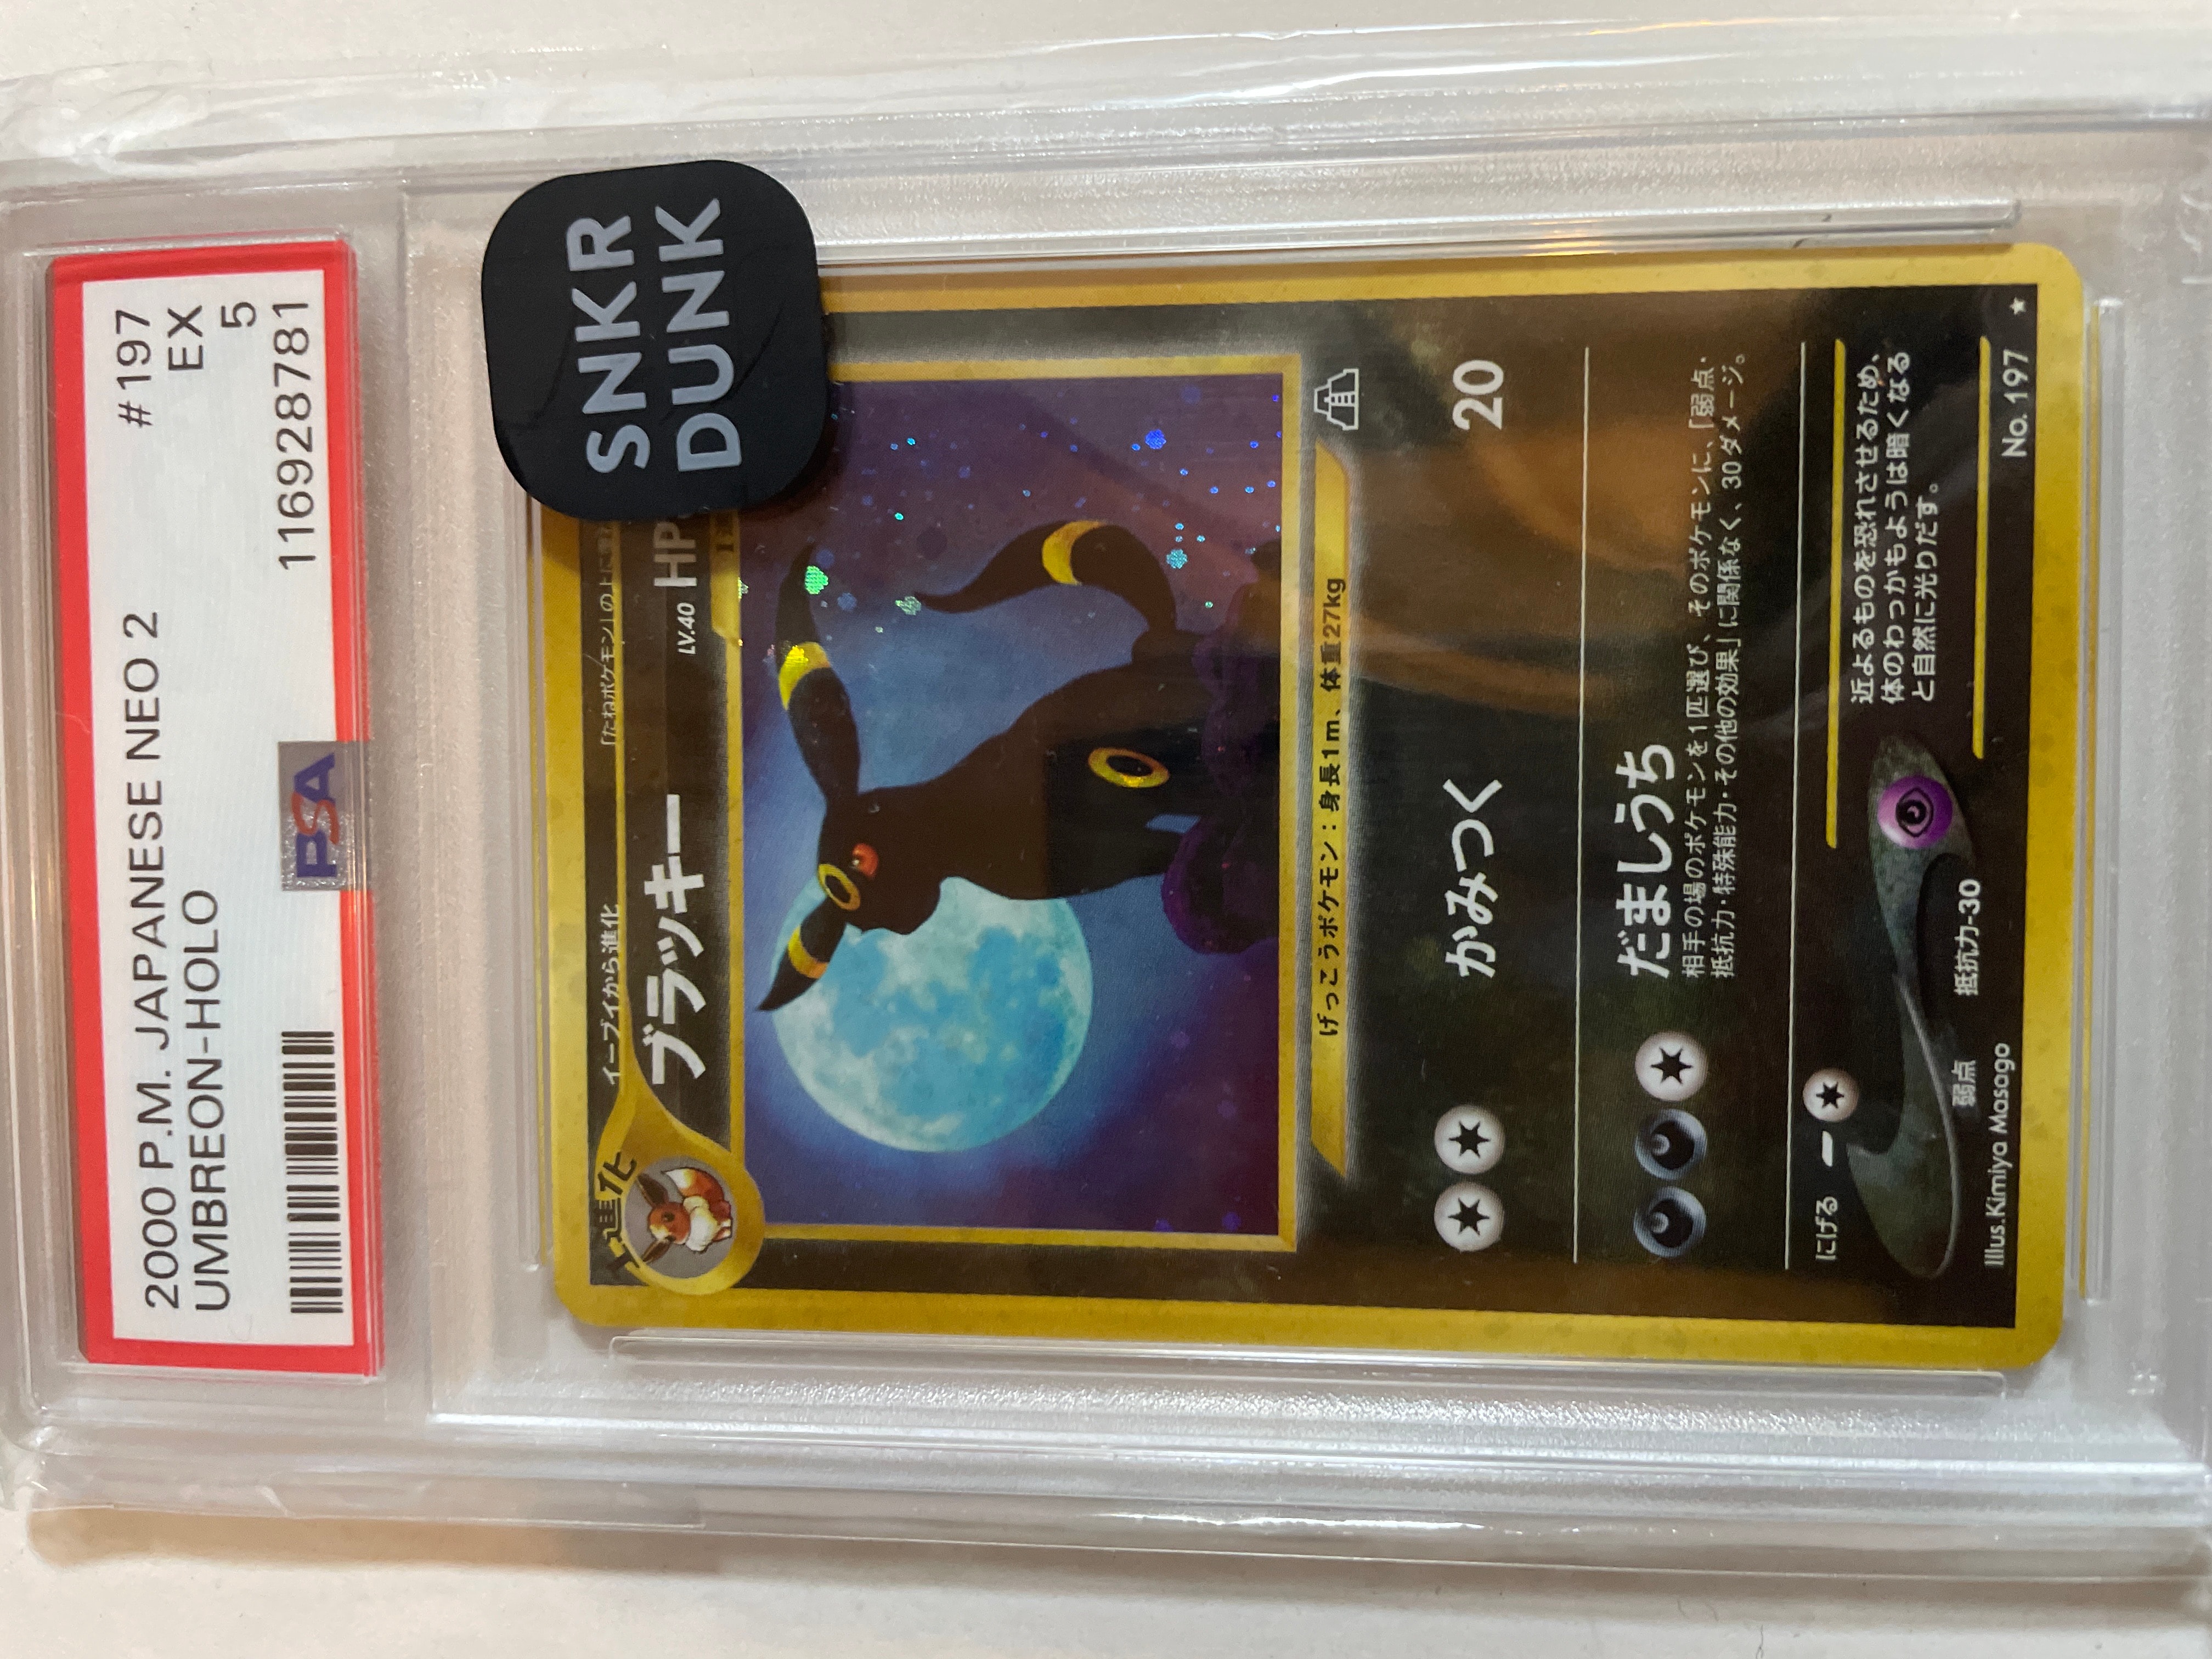 2000 P.M. JAPANESE NEO 2 #197
UMBREON-HOLO EX
5
PSA 116928781
SNKR
DUNK
進化
イーブイから進化 「たねポケモン」の上に
ブラッキー LV.40 HP
げっこうポケモン：身長1m、体重27kg
かみつく 20
だましうち
相手の場のポケモンを1匹選び、そのポケモンに、「弱点・
抵抗力・特殊能力・その他の効果」に関係なく、30ダメージ。
にげる
近よるものを恐れさせるため、
体のわっかもようは暗くなる
と自然に光りだす。
弱点 抵抗力-30
Illus.Kimiya Masago No. 197 ★